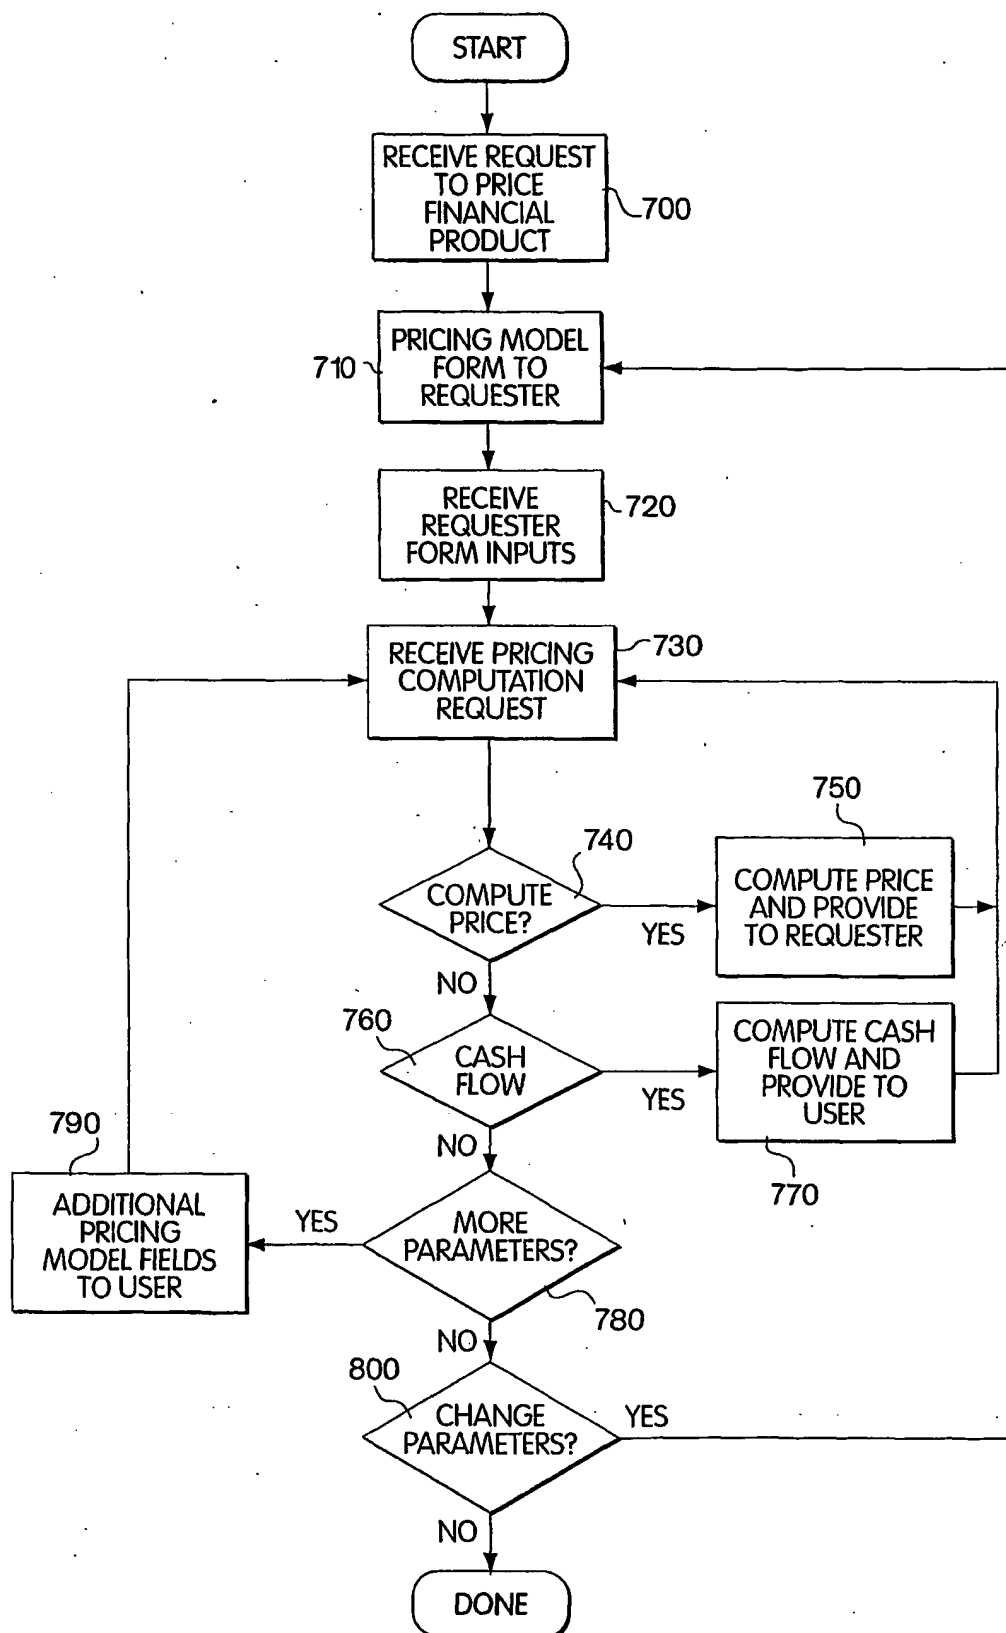 START
RECEIVE REQUEST
TO PRICE
FINANCIAL
PRODUCT
700
PRICING MODEL
FORM TO
REQUESTER
710
RECEIVE
REQUESTER
FORM INPUTS
720
RECEIVE PRICING
COMPUTATION
REQUEST
730
COMPUTE
PRICE?
740
YES
NO
750
COMPUTE PRICE
AND PROVIDE
TO REQUESTER
760
CASH
FLOW
YES
NO
COMPUTE CASH
FLOW AND
PROVIDE TO
USER
770
790
ADDITIONAL
PRICING
MODEL FIELDS
TO USER
YES
MORE
PARAMETERS?
780
NO
800
CHANGE
PARAMETERS?
YES
NO
DONE